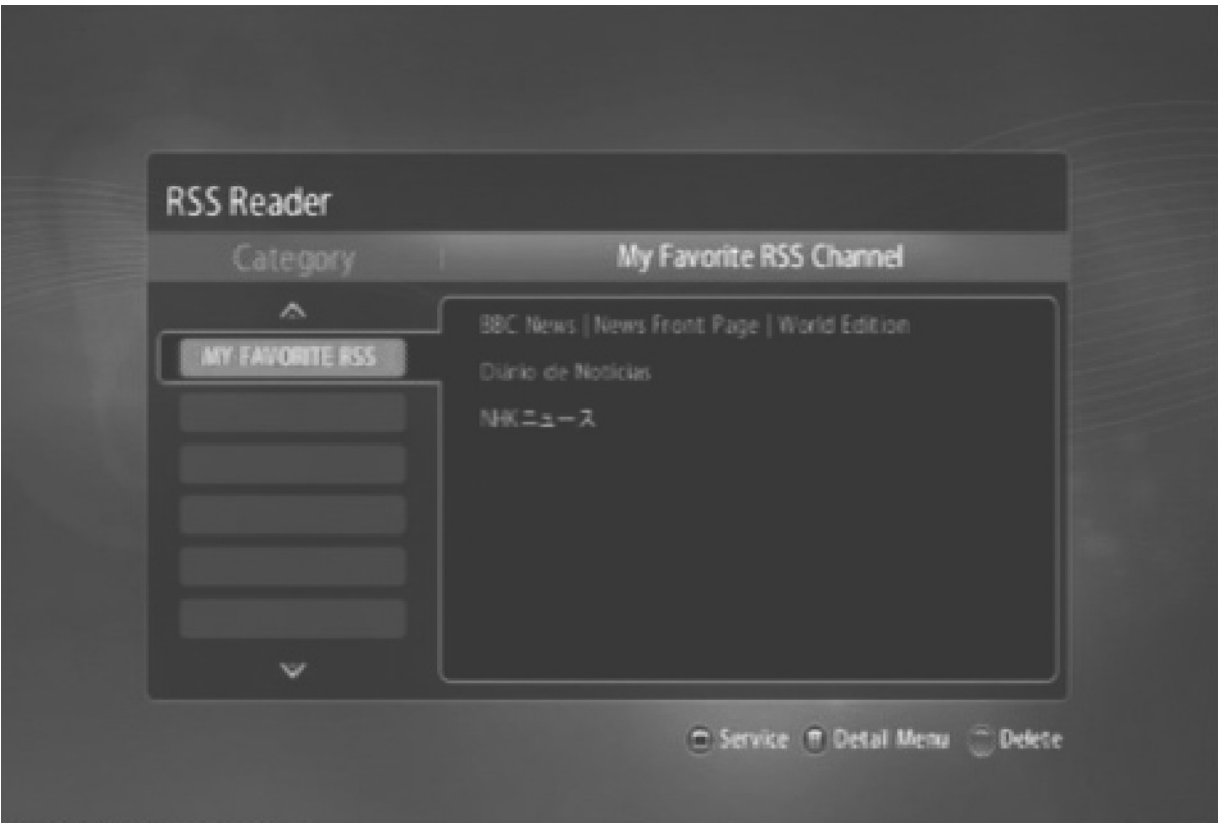 RSS Reader
Category
My Favorite RSS Channel
MY FAVORITE RSS
BBC News | News Front Page | World Edition
Diário de Notícias
NHKニュース
Service Detail Menu Delete